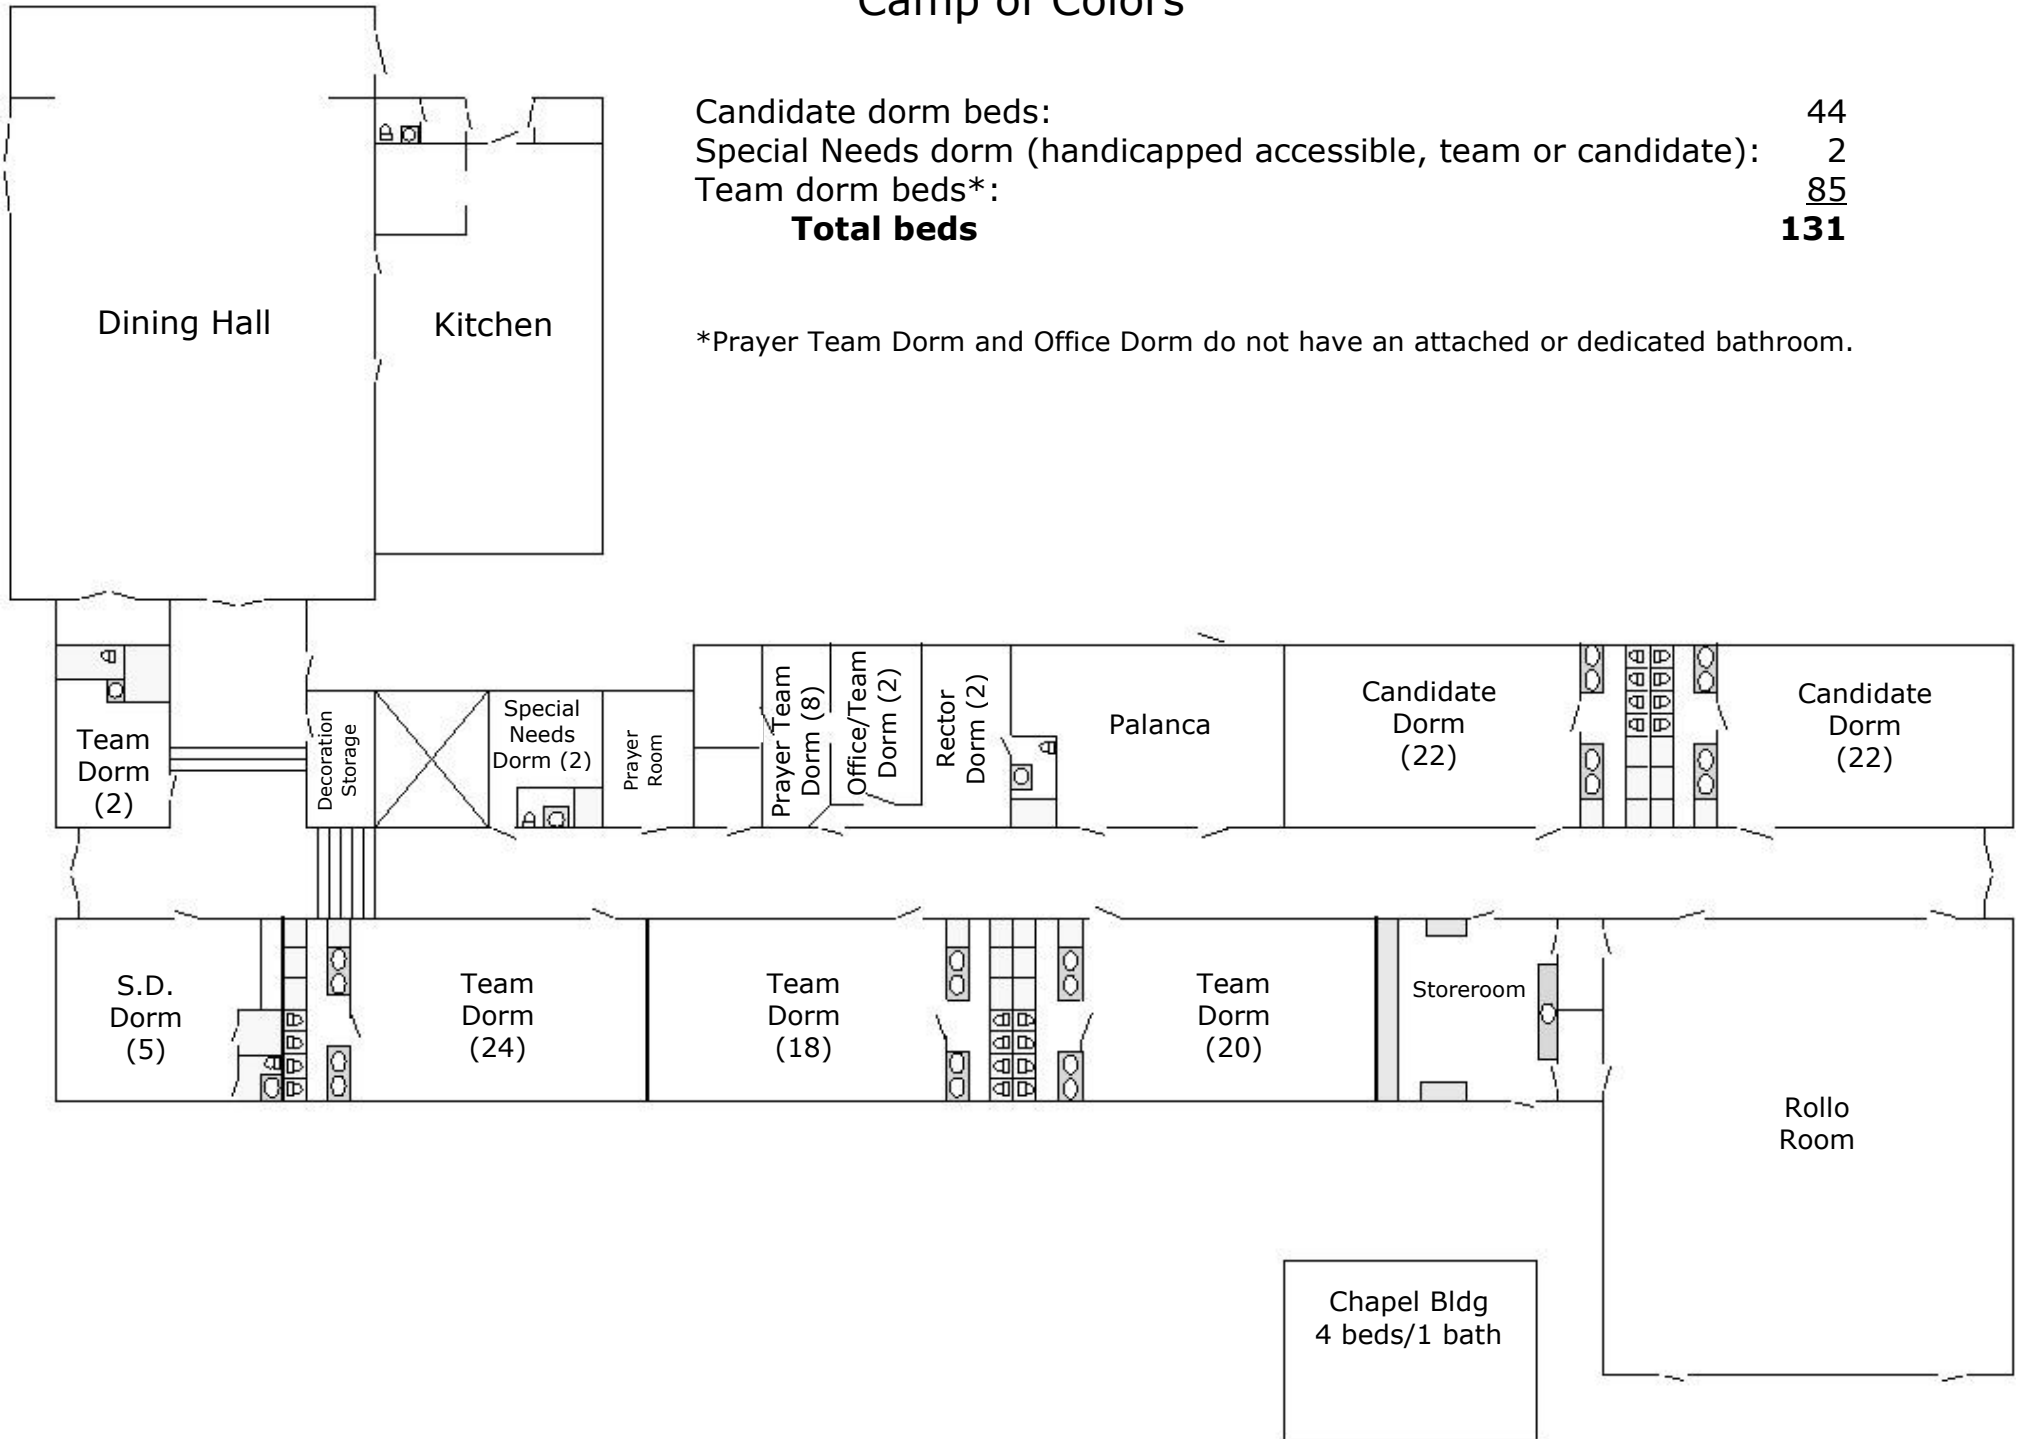 Camp of Colors
Candidate dorm beds: 44
Special Needs dorm (handicapped accessible, team or candidate): 2
Team dorm beds*: 85
Total beds 131
*Prayer Team Dorm and Office Dorm do not have an attached or dedicated bathroom.
Dining Hall
Kitchen
Team
Dorm
(2)
Decoration
Storage
Special
Needs
Dorm (2)
Prayer
Room
Prayer Team
Dorm (8)
Office/Team
Dorm (2)
Rector
Dorm (2)
Palanca
Candidate
Dorm
(22)
Candidate
Dorm
(22)
S.D.
Dorm
(5)
Team
Dorm
(24)
Team
Dorm
(18)
Team
Dorm
(20)
Storeroom
Rollo
Room
Chapel Bldg
4 beds/1 bath